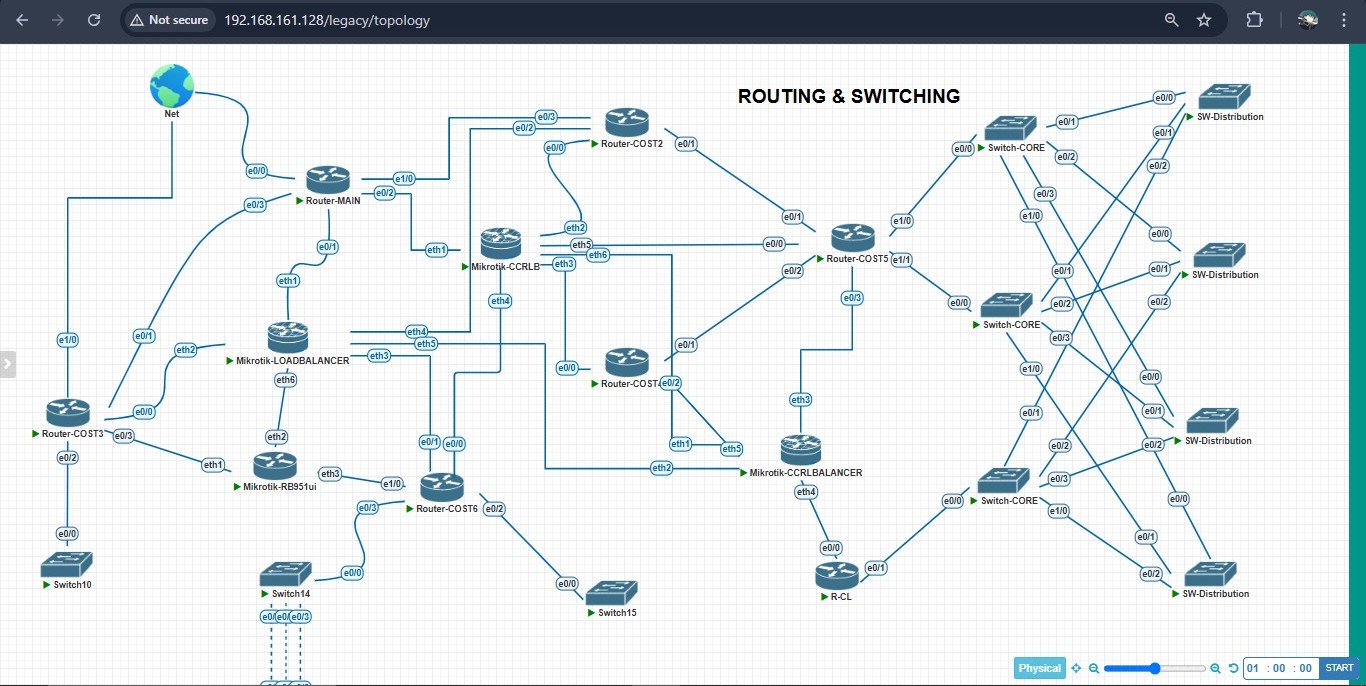 Not secure
192.168.161.128/legacy/topology
ROUTING & SWITCHING
Net
e0/0
e0/3
Router-MAIN
e1/0
e0/2
e0/1
eth1
eth1
e0/3
e0/2
e0/0
Router-COST2
e0/1
eth2
eth5
eth6
eth3
Mikrotik-CCRLB
eth4
e0/1
e0/0
e0/2
Router-COST5
e1/0
e1/1
e0/3
e1/0
e0/1
eth2
e0/0
Mikrotik-LOADBALANCER
eth4
eth5
eth3
eth6
e0/0
e0/1
e0/2
Router-COST3
e0/3
e0/2
eth1
eth2
Mikrotik-RB951ui
eth3
e1/0
e0/1
e0/0
Router-COST6
e0/3
e0/2
eth1
eth5
eth2
eth3
Mikrotik-CCRLBALANCER
eth4
e0/0
e0/1
R-CL
e0/0
Switch10
e0/0
Switch14
e0/3
e0/0
Switch15
e0/0
Switch-CORE
e0/1
e0/2
e0/3
e1/0
e0/0
Switch-CORE
e0/1
e0/2
e0/3
e1/0
e0/0
Switch-CORE
e0/1
e0/2
e0/3
e1/0
e0/0
e0/1
e0/2
SW-Distribution
e0/0
e0/1
e0/2
SW-Distribution
e0/0
e0/1
e0/2
SW-Distribution
e0/0
e0/1
e0/2
SW-Distribution
Physical
01 : 00 : 00
START